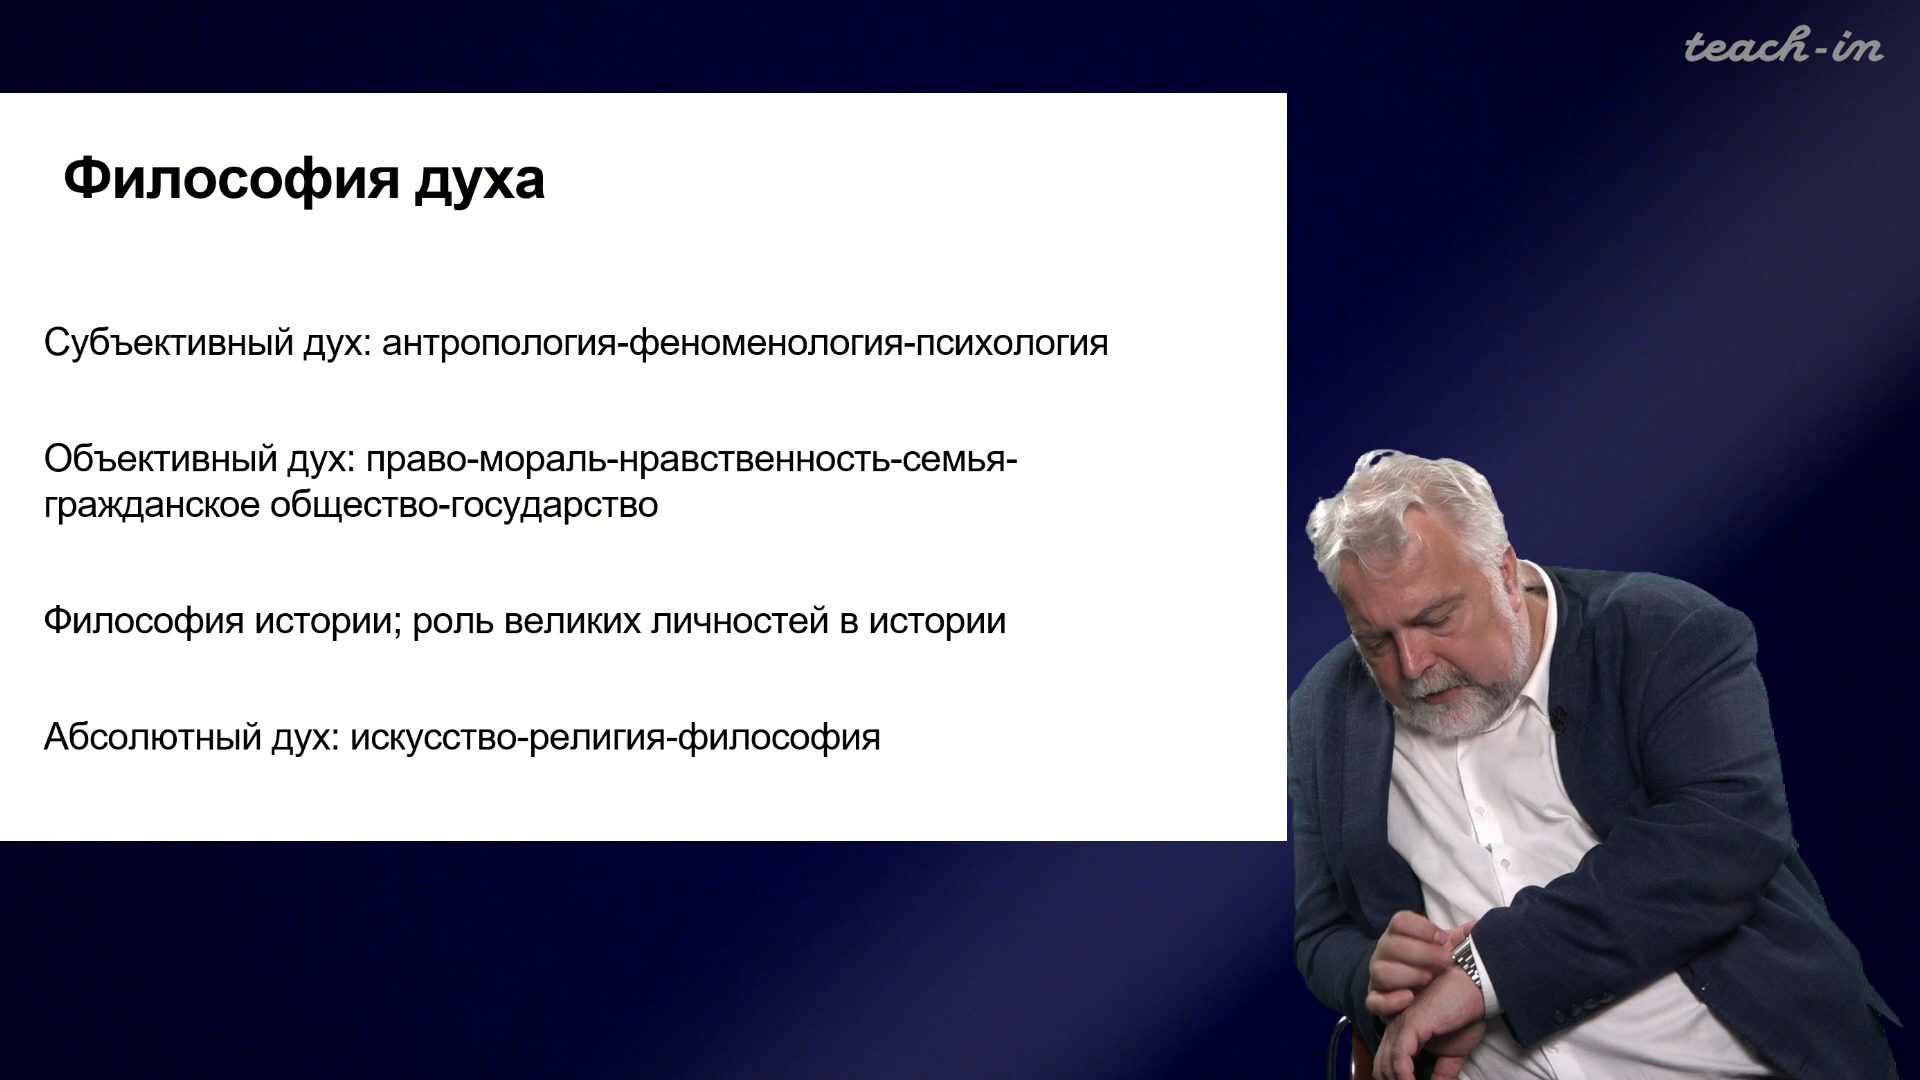 teach-in
Философия духа
Субъективный дух: антропология-феноменология-психология
Объективный дух: право-мораль-нравственность-семья-
гражданское общество-государство
Философия истории; роль великих личностей в истории
Абсолютный дух: искусство-религия-философия